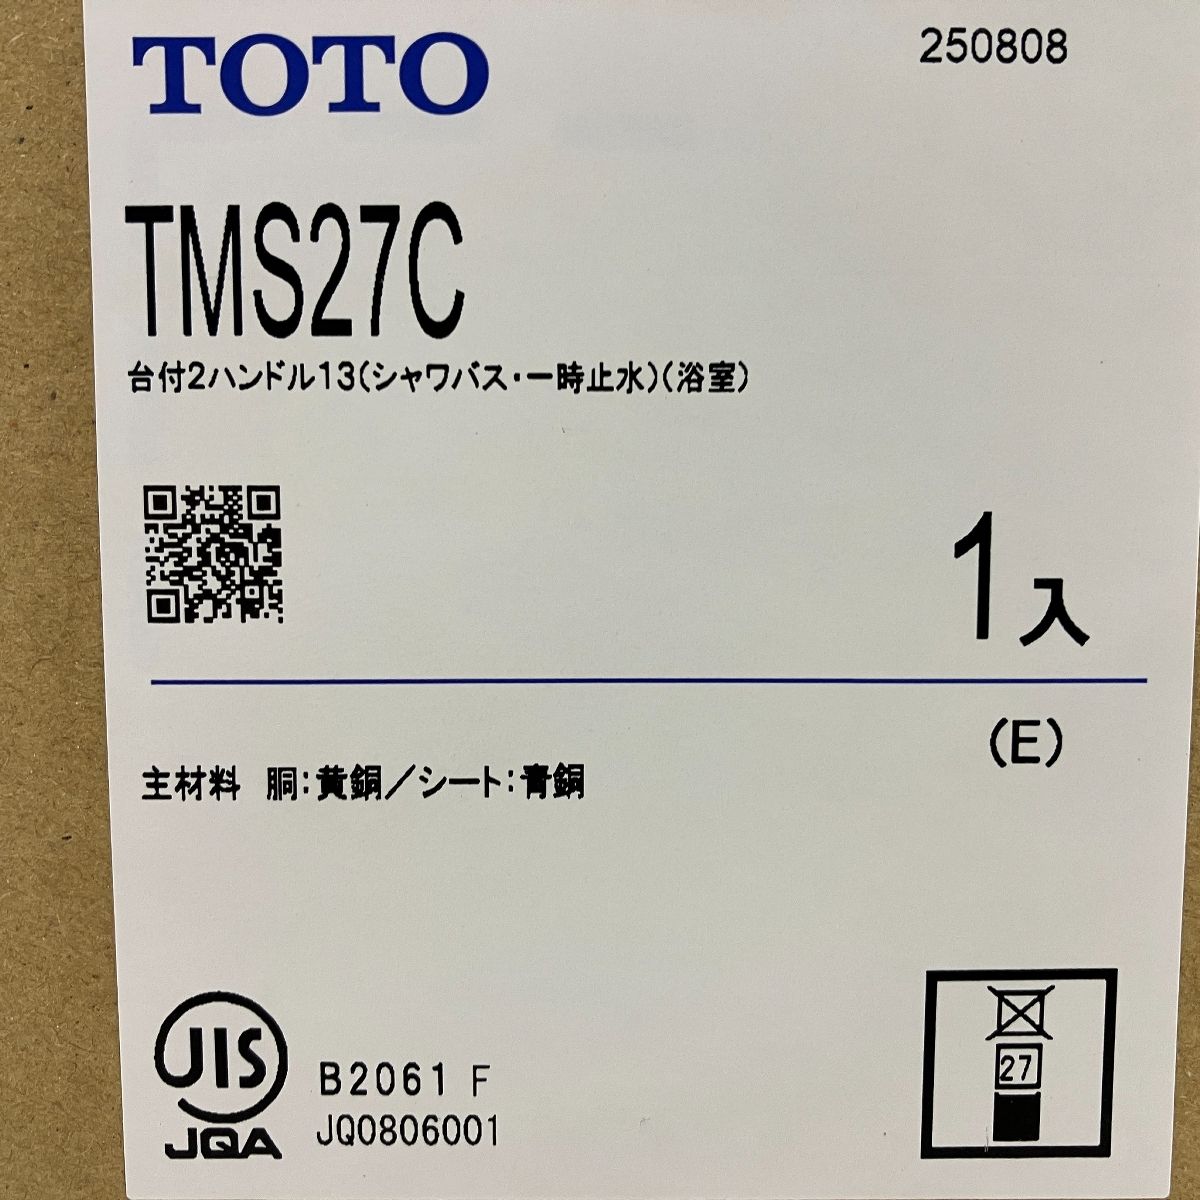 TOTO
250808
TMS27C
台付2ハンドル13(シャワバス・一時止水)(浴室)
1入
(E)
主材料 胴:黄銅／シート:青銅
JIS
JQA
B2061 F
JQ0806001
27